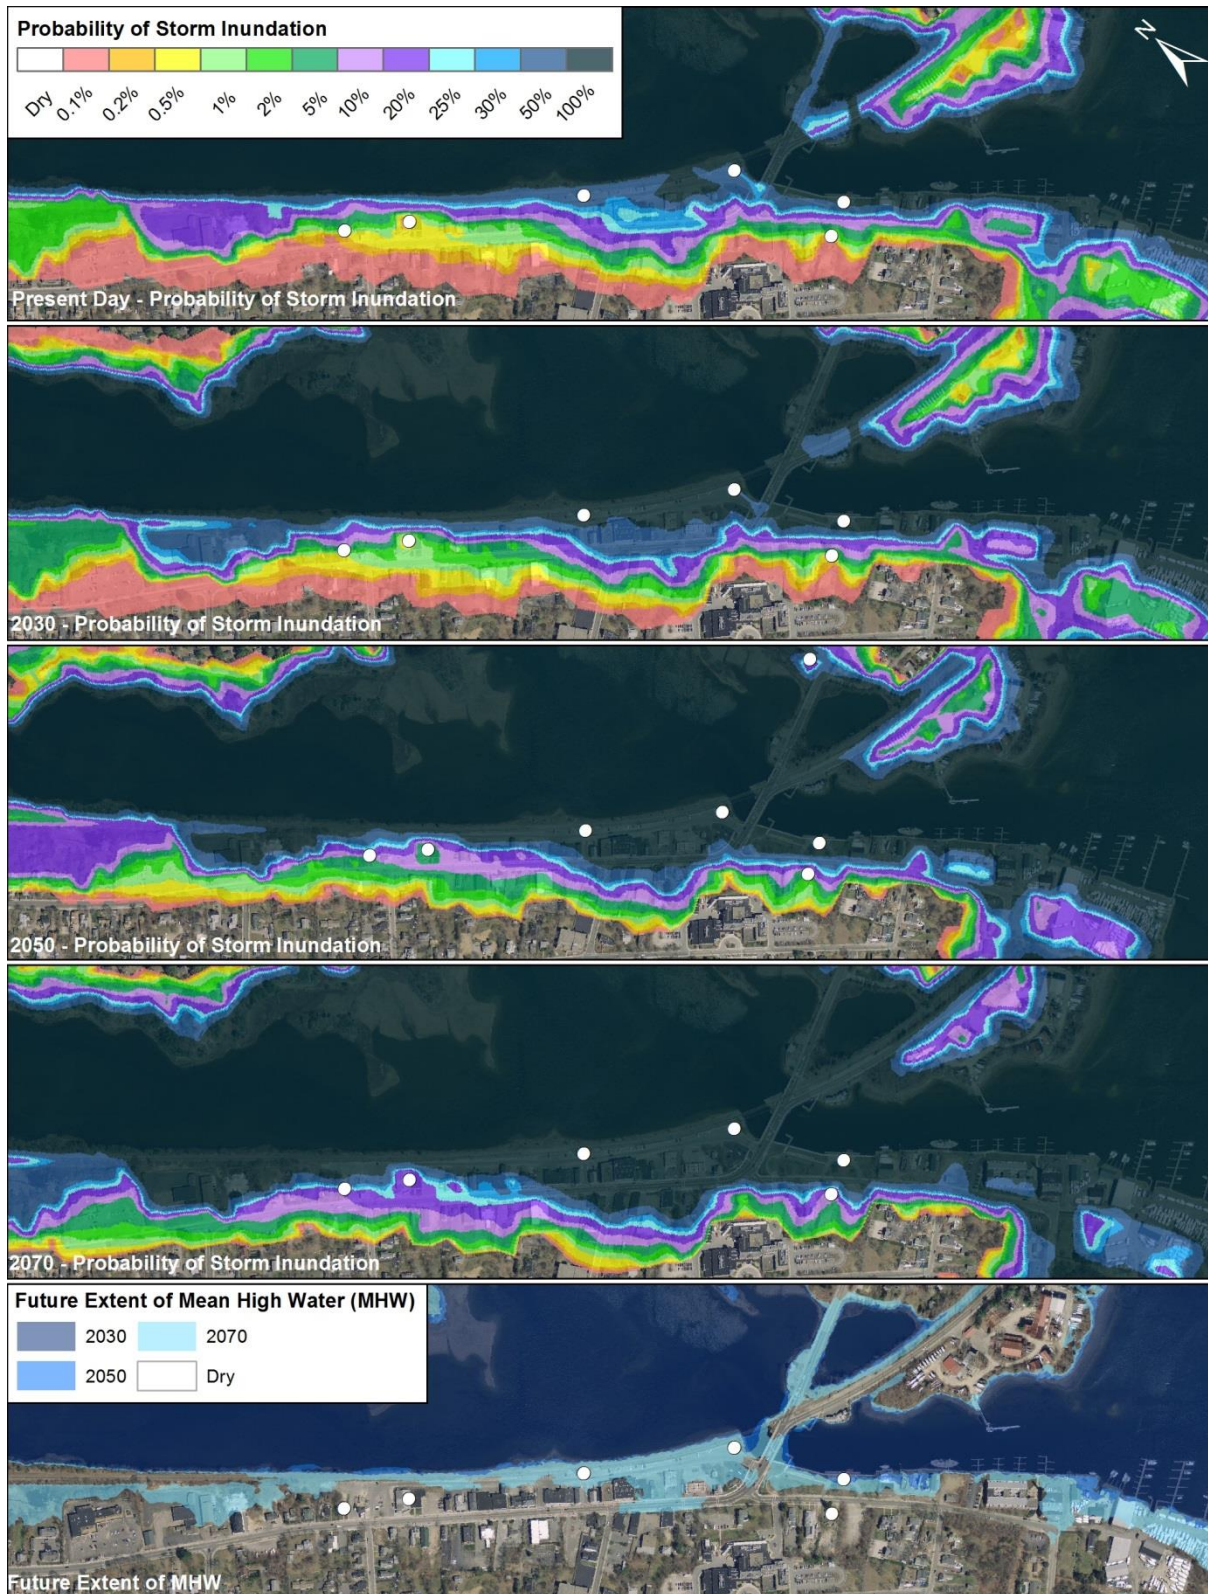 Probability of Storm Inundation
N
Dry 0.1% 0.2% 0.5% 1% 2% 5% 10% 20% 25% 30% 50% 100%
Present Day - Probability of Storm Inundation
2030 - Probability of Storm Inundation
2050 - Probability of Storm Inundation
2070 - Probability of Storm Inundation
Future Extent of Mean High Water (MHW)
2030 2070
2050 Dry
Future Extent of MHW